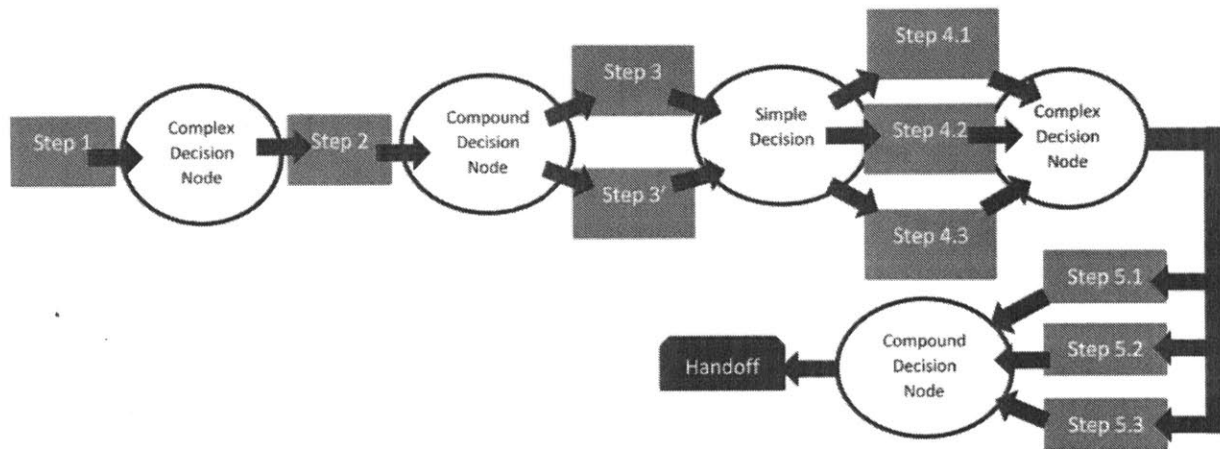 Step 1
Complex
Decision
Node
Step 2
Compound
Decision
Node
Step 3
Step 3'
Simple
Decision
Step 4.1
Step 4.2
Step 4.3
Complex
Decision
Node
Step 5.1
Step 5.2
Step 5.3
Compound
Decision
Node
Handoff